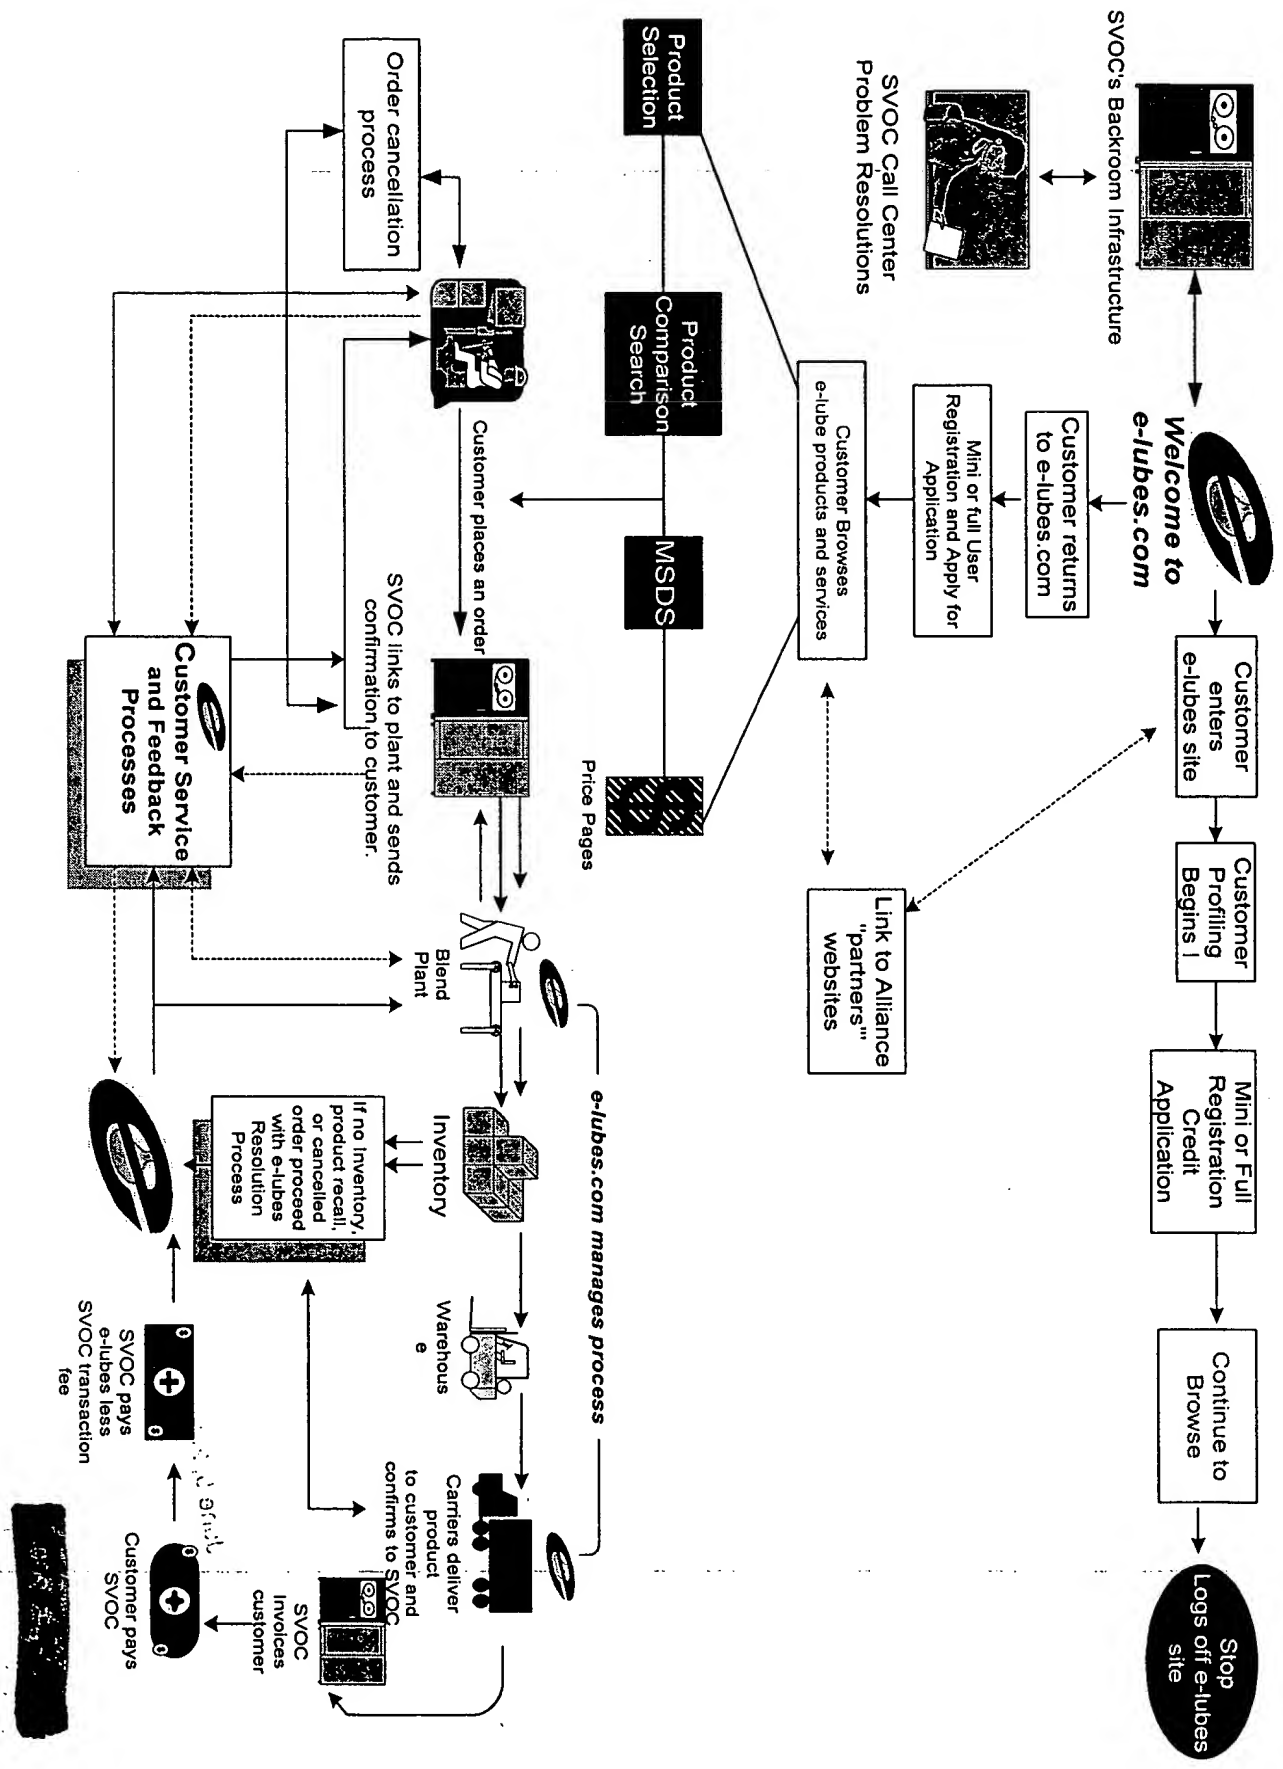 SVOC's Backroom Infrastructure
Welcome to
e-lubes.com
Customer
enters
e-lubes site
Customer
Profiling
Begins !
Mini or Full
Registration
Credit
Application
Continue to
Browse
Stop
Logs off e-lubes
site
SVOC Call Center
Problem Resolutions
Customer returns
to e-lubes.com
Mini or full User
Registration and Apply for
Application
Customer Browses
e-lube products and services
Link to Alliance
"partners'"
websites
Product
Selection
Product
Comparison
Search
MSDS
$
Price Pages
Order cancellation
process
Customer places an order
SVOC links to plant and sends
confirmation to customer.
Blend
Plant
e-lubes.com manages process
Inventory
Warehous
e
Carriers deliver
product
to customer and
confirms to SVOC
Customer Service
and Feedback
Processes
If no Inventory,
product recall,
or cancelled
order proceed
with e-lubes
Resolution
Process
SVOC
Invoices
customer
SVOC pays
e-lubes less
SVOC transaction
fee
Customer pays
SVOC